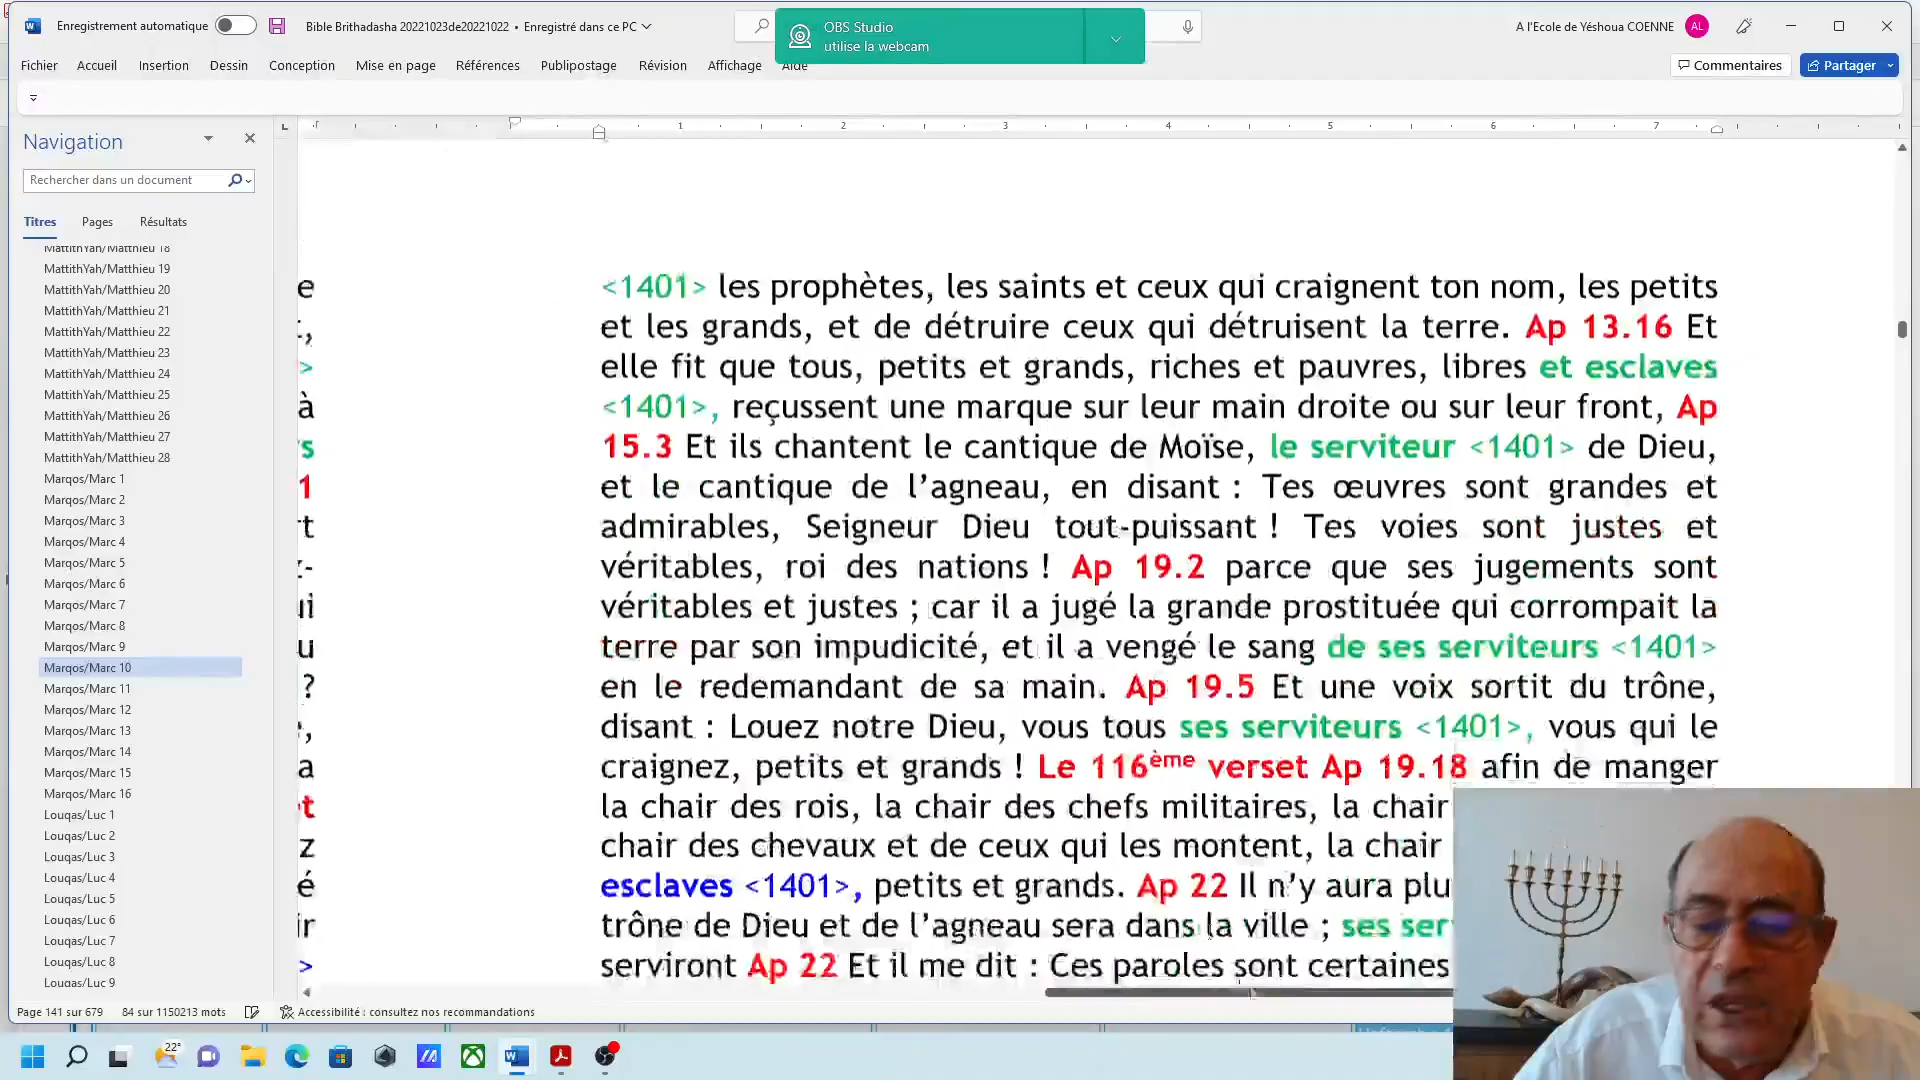 Enregistrement automatique
Bible Brithadasha 20221023de20221022 • Enregistré dans ce PC
OBS Studio
utilise la webcam
A l'Ecole de Yéshoua COENNE
AL
Fichier
Accueil
Insertion
Dessin
Conception
Mise en page
Références
Publipostage
Révision
Affichage
Aide
Commentaires
Partager
Navigation
Rechercher dans un document
Titres
Pages
Résultats
MattithYah/Matthieu 18
MattithYah/Matthieu 19
MattithYah/Matthieu 20
MattithYah/Matthieu 21
MattithYah/Matthieu 22
MattithYah/Matthieu 23
MattithYah/Matthieu 24
MattithYah/Matthieu 25
MattithYah/Matthieu 26
MattithYah/Matthieu 27
MattithYah/Matthieu 28
Marqos/Marc 1
Marqos/Marc 2
Marqos/Marc 3
Marqos/Marc 4
Marqos/Marc 5
Marqos/Marc 6
Marqos/Marc 7
Marqos/Marc 8
Marqos/Marc 9
Marqos/Marc 10
Marqos/Marc 11
Marqos/Marc 12
Marqos/Marc 13
Marqos/Marc 14
Marqos/Marc 15
Marqos/Marc 16
Louqas/Luc 1
Louqas/Luc 2
Louqas/Luc 3
Louqas/Luc 4
Louqas/Luc 5
Louqas/Luc 6
Louqas/Luc 7
Louqas/Luc 8
Louqas/Luc 9
1 2 3 4 5 6 7
<1401> les prophètes, les saints et ceux qui craignent ton nom, les petits
et les grands, et de détruire ceux qui détruisent la terre. Ap 13.16 Et
elle fit que tous, petits et grands, riches et pauvres, libres et esclaves
<1401>, reçussent une marque sur leur main droite ou sur leur front, Ap
15.3 Et ils chantent le cantique de Moïse, le serviteur <1401> de Dieu,
et le cantique de l'agneau, en disant : Tes œuvres sont grandes et
admirables, Seigneur Dieu tout-puissant ! Tes voies sont justes et
véritables, roi des nations ! Ap 19.2 parce que ses jugements sont
véritables et justes ; car il a jugé la grande prostituée qui corrompait la
terre par son impudicité, et il a vengé le sang de ses serviteurs <1401>
en le redemandant de sa main. Ap 19.5 Et une voix sortit du trône,
disant : Louez notre Dieu, vous tous ses serviteurs <1401>, vous qui le
craignez, petits et grands ! Le 116ème verset Ap 19.18 afin de manger
la chair des rois, la chair des chefs militaires, la chair
chair des chevaux et de ceux qui les montent, la chair
esclaves <1401>, petits et grands. Ap 22 Il n'y aura plu
trône de Dieu et de l'agneau sera dans la ville ; ses ser
serviront Ap 22 Et il me dit : Ces paroles sont certaines
Page 141 sur 679
84 sur 1150213 mots
Accessibilité : consultez nos recommandations
22°